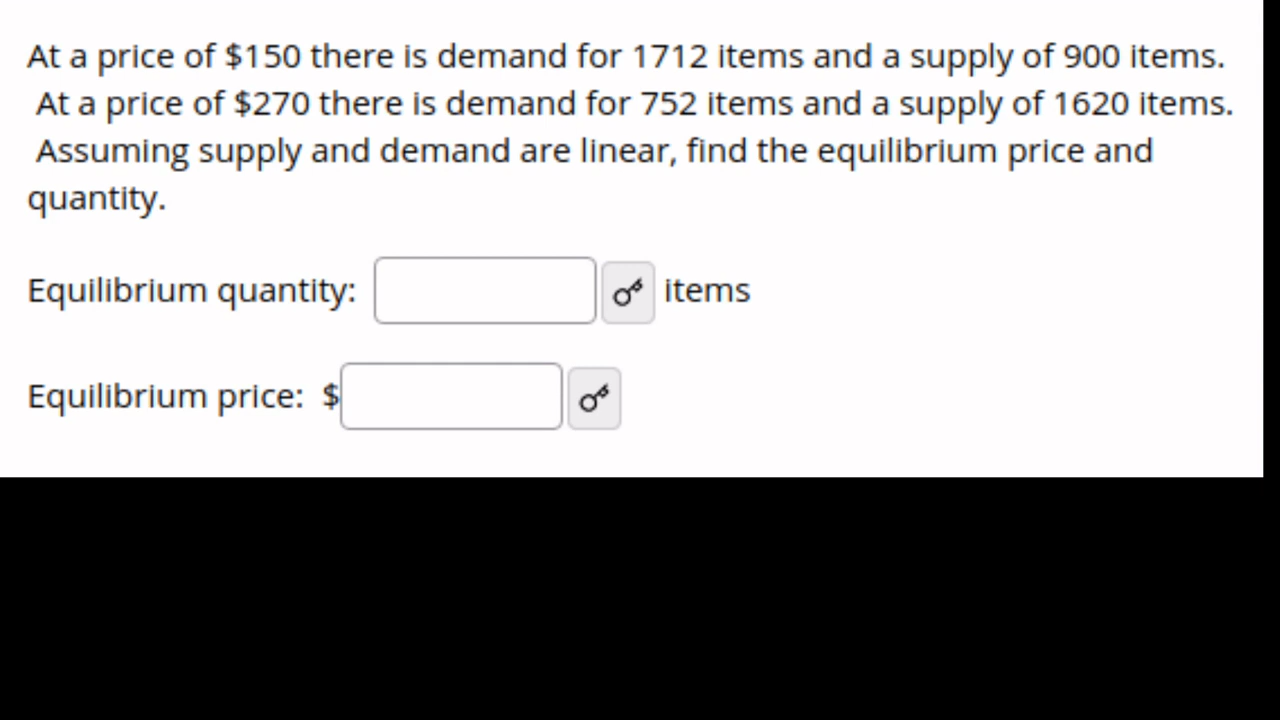 At a price of $150 there is demand for 1712 items and a supply of 900 items.
At a price of $270 there is demand for 752 items and a supply of 1620 items.
Assuming supply and demand are linear, find the equilibrium price and
quantity.
Equilibrium quantity: items
Equilibrium price: $